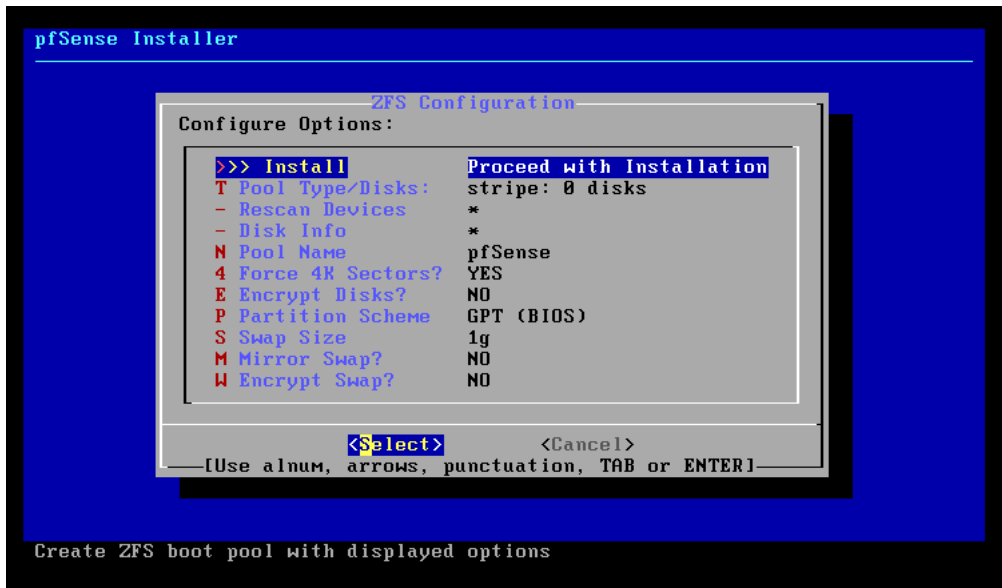 pfSense Installer
ZFS Configuration
Configure Options:
>>> Install Proceed with Installation
T Pool Type/Disks: stripe: 0 disks
- Rescan Devices *
- Disk Info *
N Pool Name pfSense
4 Force 4K Sectors? YES
E Encrypt Disks? NO
P Partition Scheme GPT (BIOS)
S Swap Size 1g
M Mirror Swap? NO
W Encrypt Swap? NO
<Select> <Cancel>
[Use alnum, arrows, punctuation, TAB or ENTER]
Create ZFS boot pool with displayed options